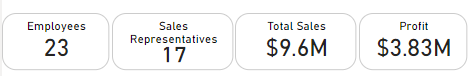 Employees
23
Sales
Representatives
17
Total Sales
$9.6M
Profit
$3.83M